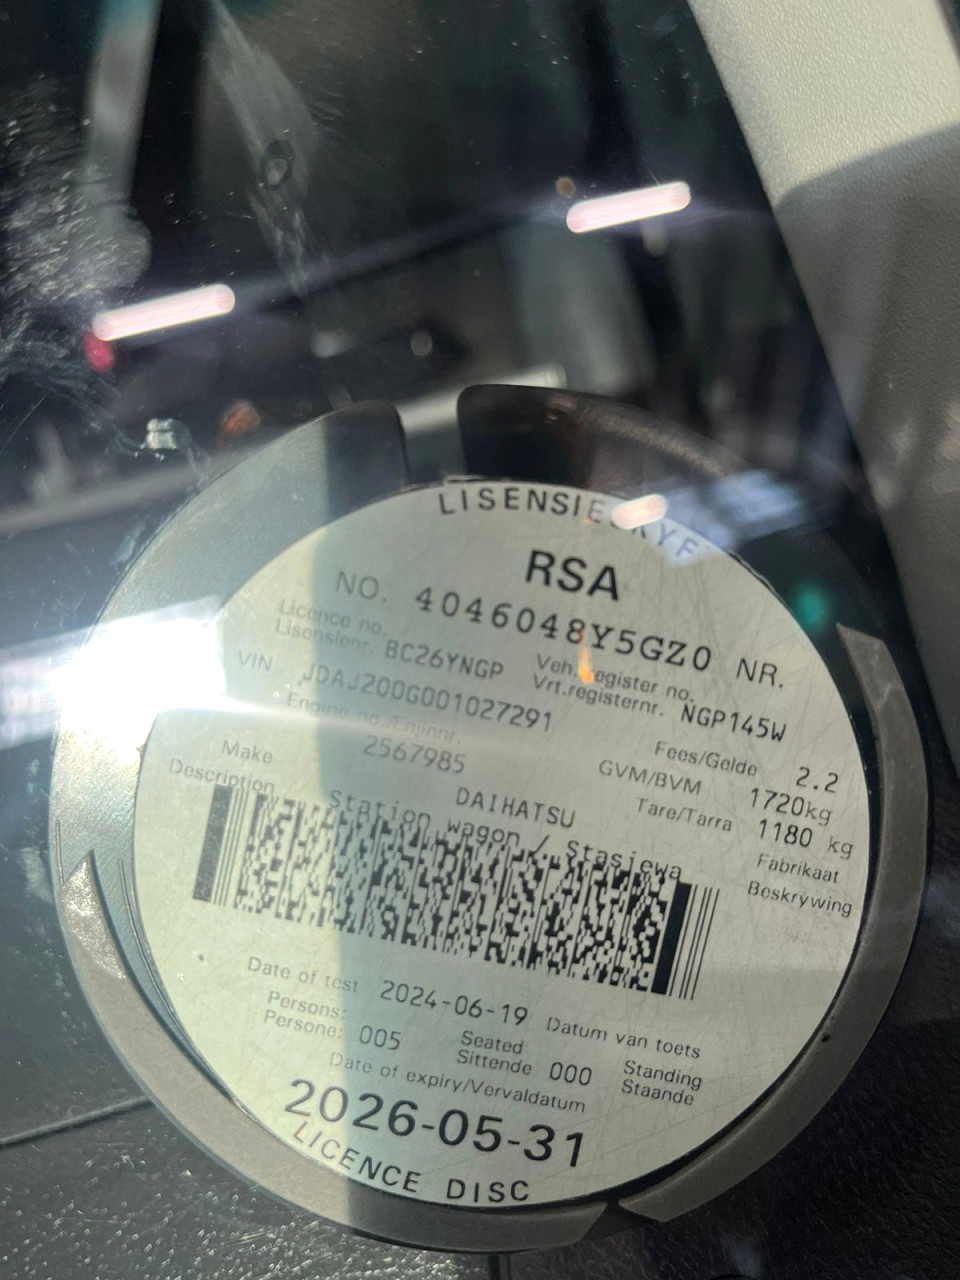 LISENSIESKYF
RSA
NO. 4046048Y5GZ0 NR.
Licence no. Veh.register no.
Lisensienr. BC26YNGP Vrt.registernr. NGP145W
VIN JDAJ200G001027291
Engine no./Enjinnr. Fees/Gelde 2.2
2567985 GVM/BVM 1720kg
Make DAIHATSU Tare/Tarra 1180 kg
Description Station wagon / Stasiewa Fabrikaat
Beskrywing
Date of test 2024-06-19 Datum van toets
Persons: Seated Standing
Persone: 005 Sittende 000 Staande
Date of expiry/Vervaldatum
2026-05-31
LICENCE DISC